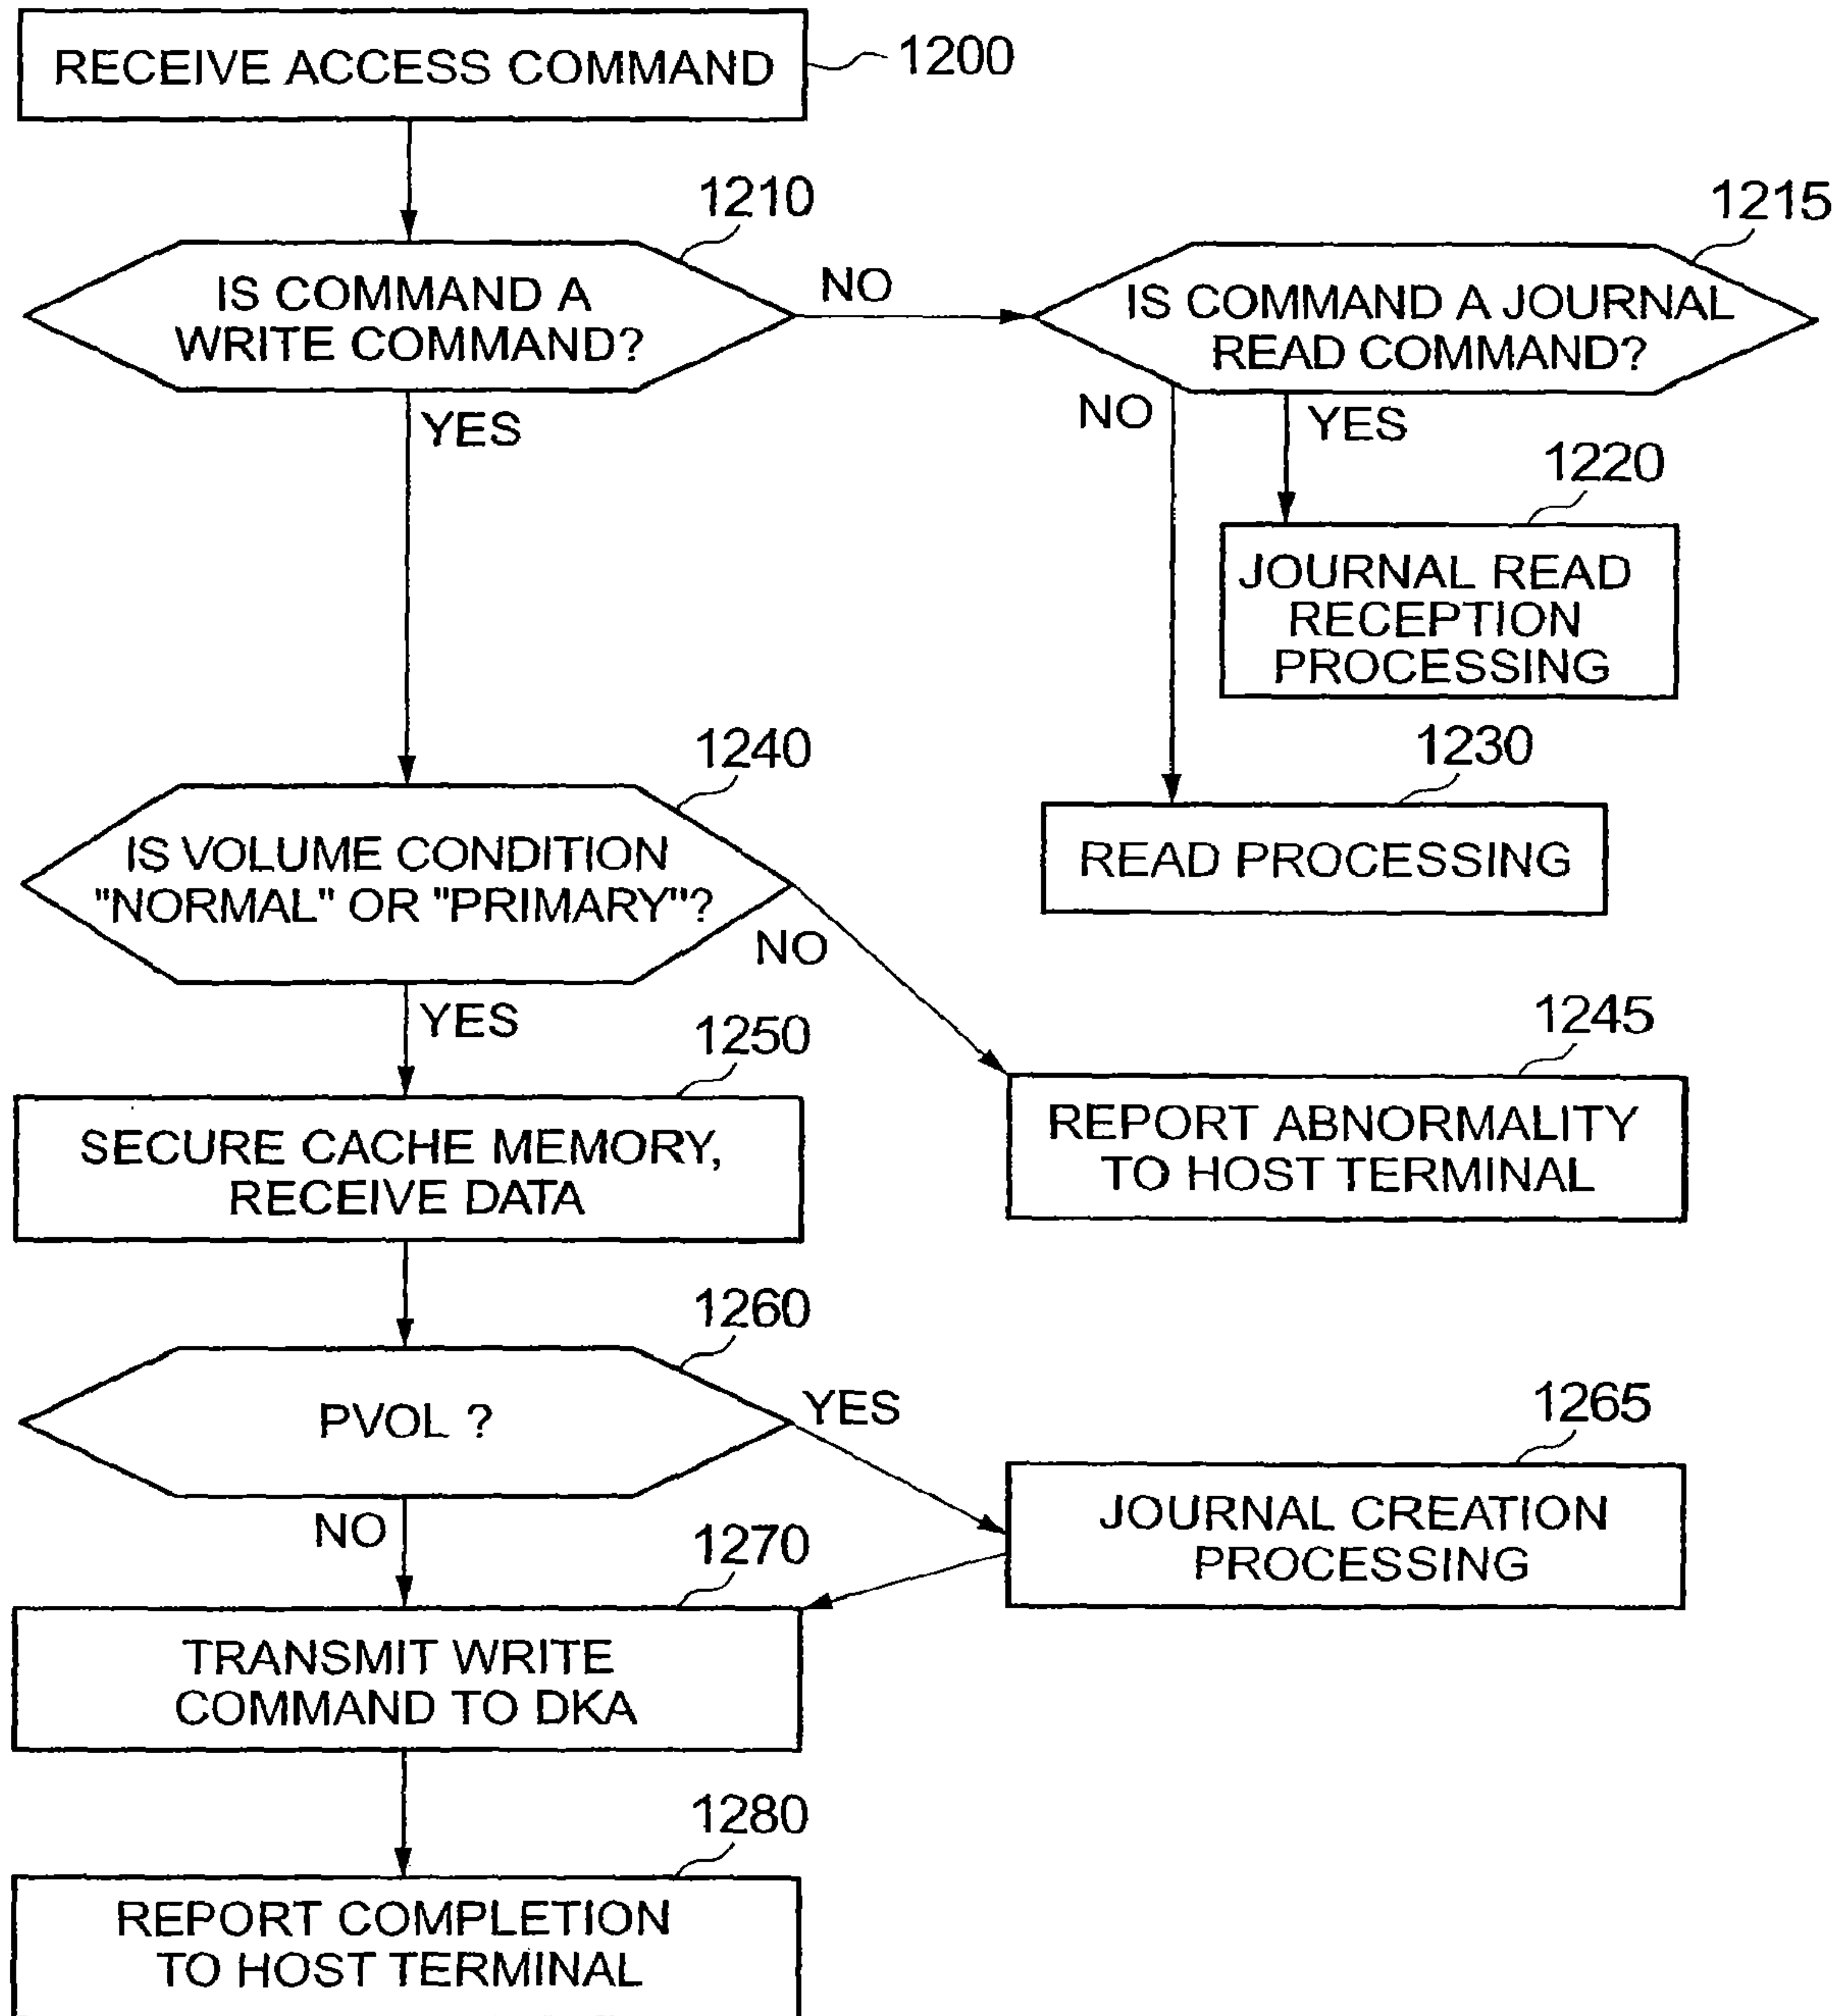 RECEIVE ACCESS COMMAND
1200
1210
IS COMMAND A
WRITE COMMAND?
NO
1215
IS COMMAND A JOURNAL
READ COMMAND?
YES
NO
YES
1220
JOURNAL READ
RECEPTION
PROCESSING
1230
READ PROCESSING
1240
IS VOLUME CONDITION
"NORMAL" OR "PRIMARY"?
NO
YES
1245
REPORT ABNORMALITY
TO HOST TERMINAL
1250
SECURE CACHE MEMORY,
RECEIVE DATA
1260
PVOL ?
YES
NO
1265
JOURNAL CREATION
PROCESSING
1270
TRANSMIT WRITE
COMMAND TO DKA
1280
REPORT COMPLETION
TO HOST TERMINAL